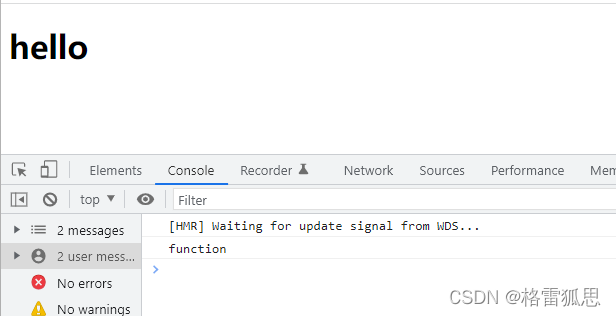 hello
Elements Console Recorder Network Sources Performance Mem
top Filter
2 messages
[HMR] Waiting for update signal from WDS...
2 user mess...
function
No errors
No warnings
CSDN @格雷狐思